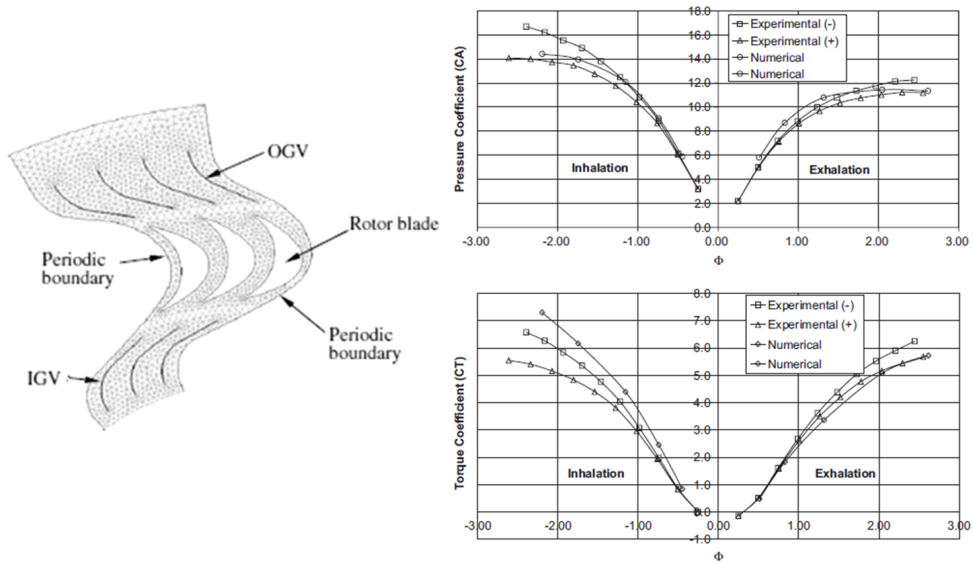 OGV
Rotor blade
Periodic
boundary
Periodic
boundary
IGV
Pressure Coefficient (CA)
18.0
16.0
14.0
12.0
10.0
8.0
6.0
4.0
2.0
0.0
Experimental (-)
Experimental (+)
Numerical
Numerical
Inhalation
Exhalation
-3.00 -2.00 -1.00 0.00 1.00 2.00 3.00
Φ
Torque Coefficient (CT)
8.0
7.0
6.0
5.0
4.0
3.0
2.0
1.0
0.0
-1.0
Experimental (-)
Experimental (+)
Numerical
Numerical
Inhalation
Exhalation
-3.00 -2.00 -1.00 0.00 1.00 2.00 3.00
Φ